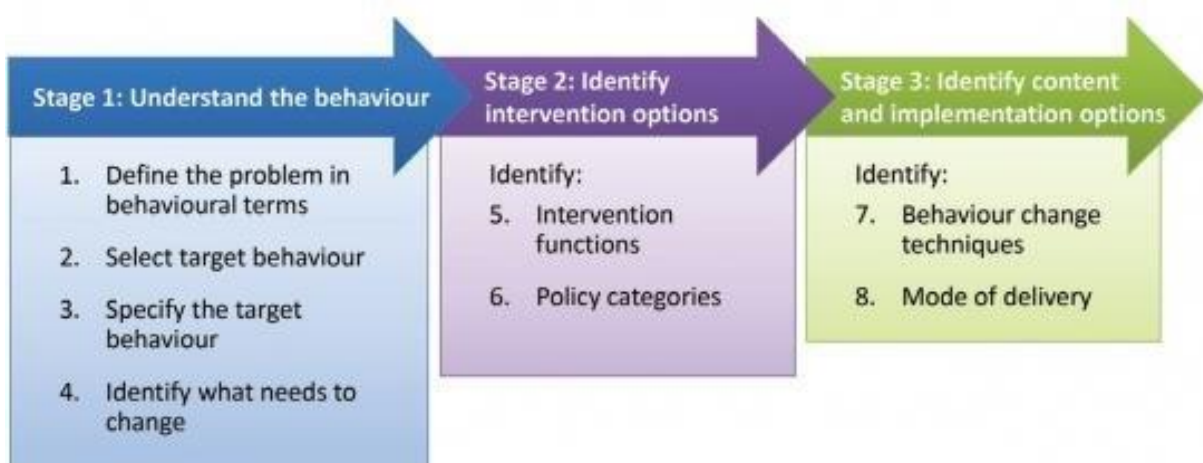 Stage 1: Understand the behaviour
1. Define the problem in
behavioural terms
2. Select target behaviour
3. Specify the target
behaviour
4. Identify what needs to
change
Stage 2: Identify
intervention options
Identify:
5. Intervention
functions
6. Policy categories
Stage 3: Identify content
and implementation options
Identify:
7. Behaviour change
techniques
8. Mode of delivery